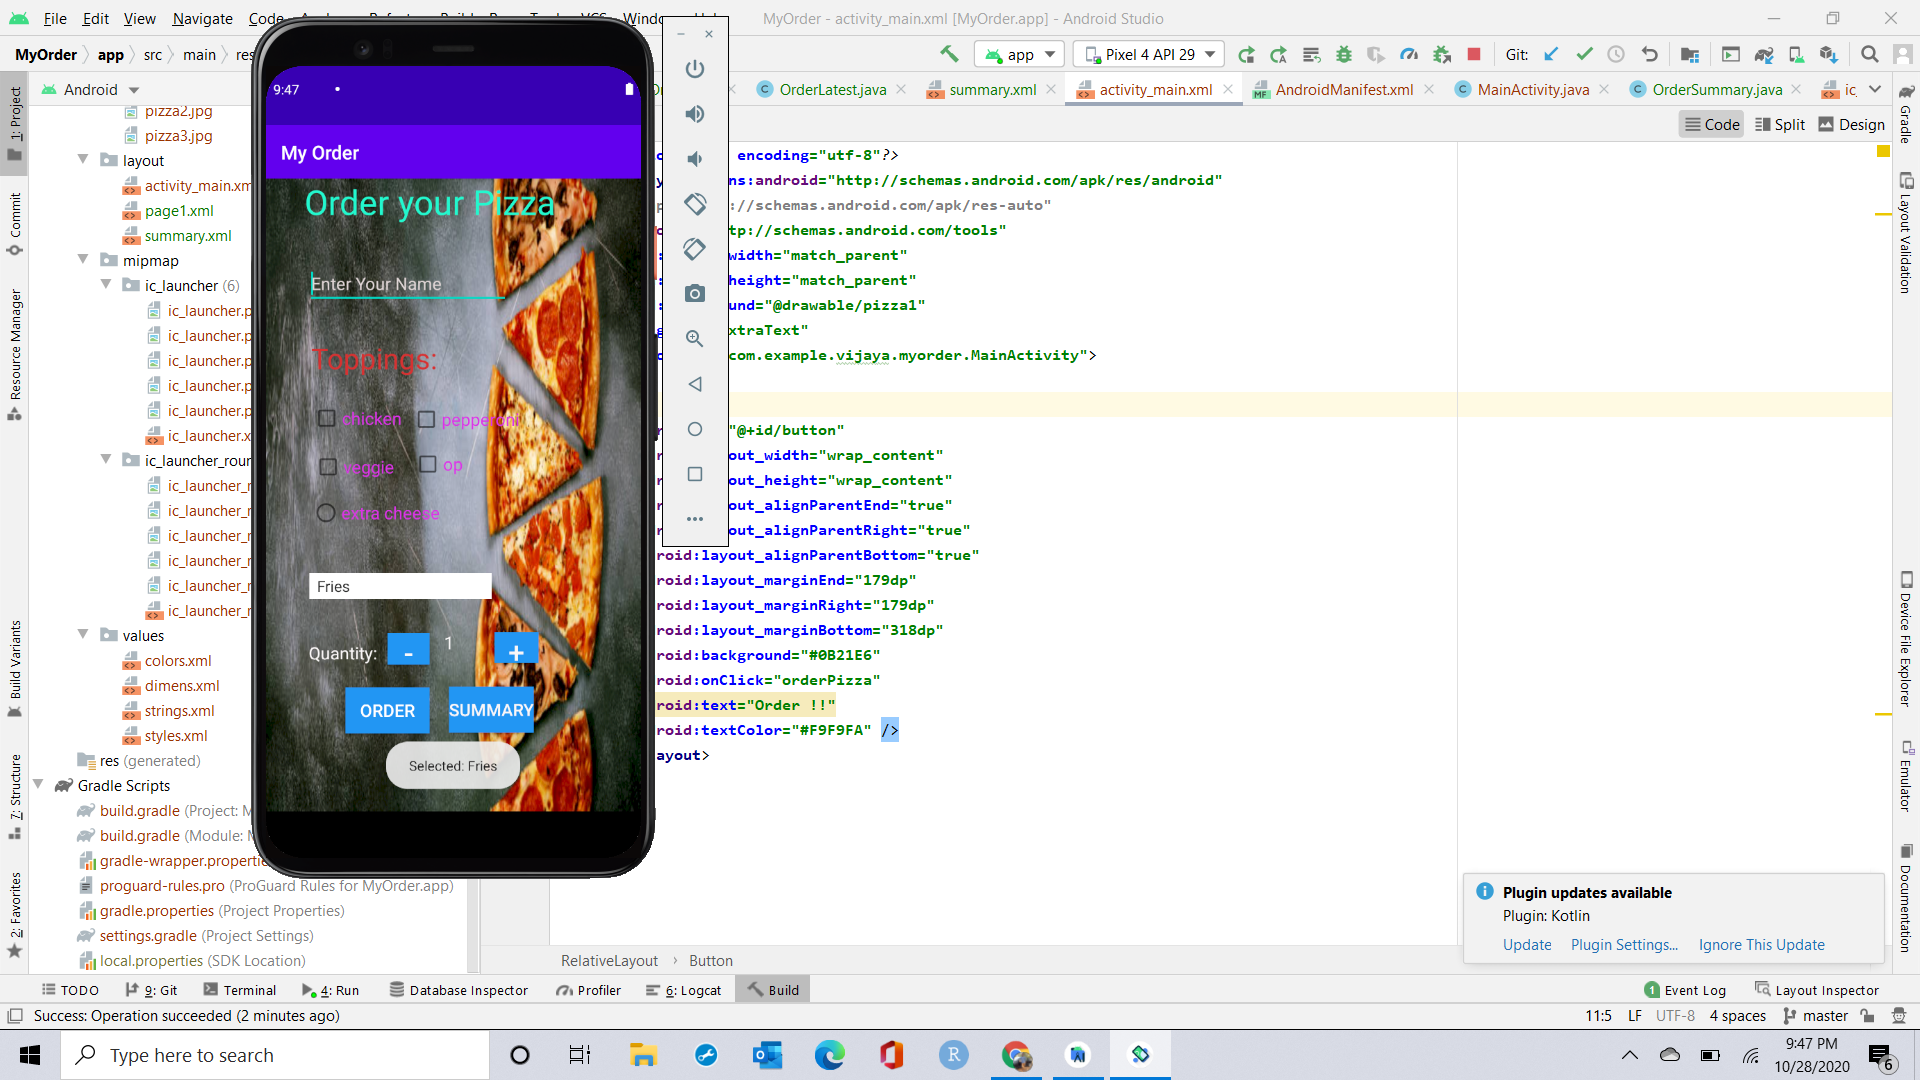 File Edit View Navigate Code
MyOrder - activity_main.xml [MyOrder.app] - Android Studio
MyOrder app src main
app
Pixel 4 API 29
Git:
Android
OrderLatest.java
summary.xml
activity_main.xml
AndroidManifest.xml
MainActivity.java
OrderSummary.java
Code Split Design
1: Project
Commit
Resource Manager
Build Variants
7: Structure
2: Favorites
pizza2.jpg
pizza3.jpg
layout
activity_main.xm
page1.xml
summary.xml
mipmap
ic_launcher (6)
ic_launcher.p
ic_launcher.p
ic_launcher.p
ic_launcher.p
ic_launcher.p
ic_launcher.x
ic_launcher_rour
ic_launcher_r
ic_launcher_r
ic_launcher_r
ic_launcher_r
ic_launcher_r
ic_launcher_r
values
colors.xml
dimens.xml
strings.xml
styles.xml
res (generated)
Gradle Scripts
build.gradle (Project: M
build.gradle (Module: M
gradle-wrapper.propertie
proguard-rules.pro (ProGuard Rules for MyOrder.app)
gradle.properties (Project Properties)
settings.gradle (Project Settings)
local.properties (SDK Location)
9:47
My Order
Order your Pizza
Enter Your Name
Toppings:
chicken pepperoni
veggie op
extra cheese
Fries
Quantity: - 1 +
ORDER SUMMARY
Selected: Fries
encoding="utf-8"?>
ns:android="http://schemas.android.com/apk/res/android"
://schemas.android.com/apk/res-auto"
tp://schemas.android.com/tools"
width="match_parent"
height="match_parent"
und="@drawable/pizza1"
xtraText"
com.example.vijaya.myorder.MainActivity">
"@+id/button"
out_width="wrap_content"
out_height="wrap_content"
out_alignParentEnd="true"
out_alignParentRight="true"
roid:layout_alignParentBottom="true"
roid:layout_marginEnd="179dp"
roid:layout_marginRight="179dp"
roid:layout_marginBottom="318dp"
roid:background="#0B21E6"
roid:onClick="orderPizza"
roid:text="Order !!"
roid:textColor="#F9F9FA" />
ayout>
Gradle
Layout Validation
Device File Explorer
Emulator
Documentation
Plugin updates available
Plugin: Kotlin
Update Plugin Settings... Ignore This Update
RelativeLayout › Button
TODO 9: Git Terminal 4: Run Database Inspector Profiler 6: Logcat Build
1 Event Log Layout Inspector
Success: Operation succeeded (2 minutes ago)
11:5 LF UTF-8 4 spaces master
Type here to search
9:47 PM
10/28/2020
6